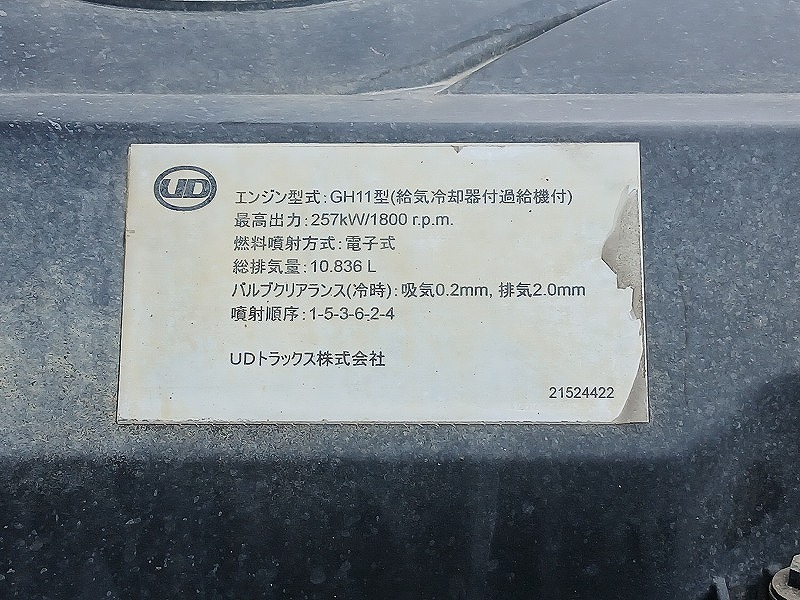 UD
エンジン型式:GH11型(給気冷却器付過給機付)
最高出力:257kW/1800 r.p.m.
燃料噴射方式:電子式
総排気量:10.836 L
バルブクリアランス(冷時):吸気0.2mm, 排気2.0mm
噴射順序:1-5-3-6-2-4
UDトラックス株式会社
21524422